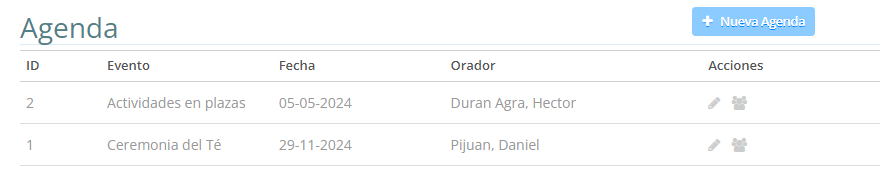 Agenda
Nueva Agenda
ID Evento Fecha Orador Acciones
2 Actividades en plazas 05-05-2024 Duran Agra, Hector
1 Ceremonia del Té 29-11-2024 Pijuan, Daniel